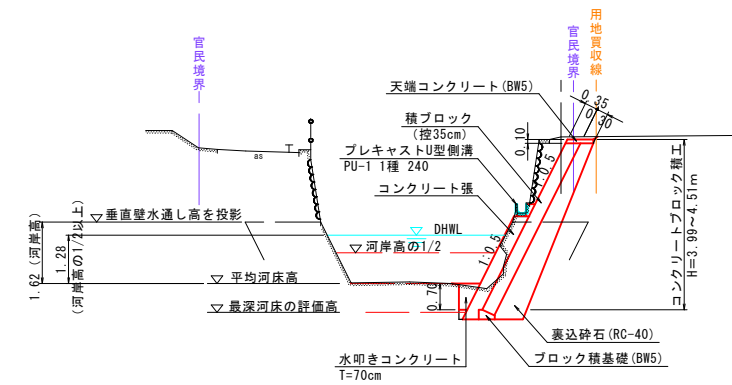 官民境界
官民境界
用地買収線
天端コンクリート(BW5)
0.35
0.30
積ブロック
(控35cm)
0.10
プレキャストU型側溝
PU-1 1種 240
1:0.5
コンクリート張
as
T
垂直壁水通し高を投影
DHWL
河岸高の1/2
1:0.5
1.62 (河岸高)
1.28
(河岸高の1/2以上)
平均河床高
0.70
最深河床の評価高
コンクリートブロック積工
H=3.99~4.51m
裏込砕石(RC-40)
水叩きコンクリート
T=70cm
ブロック積基礎(BW5)